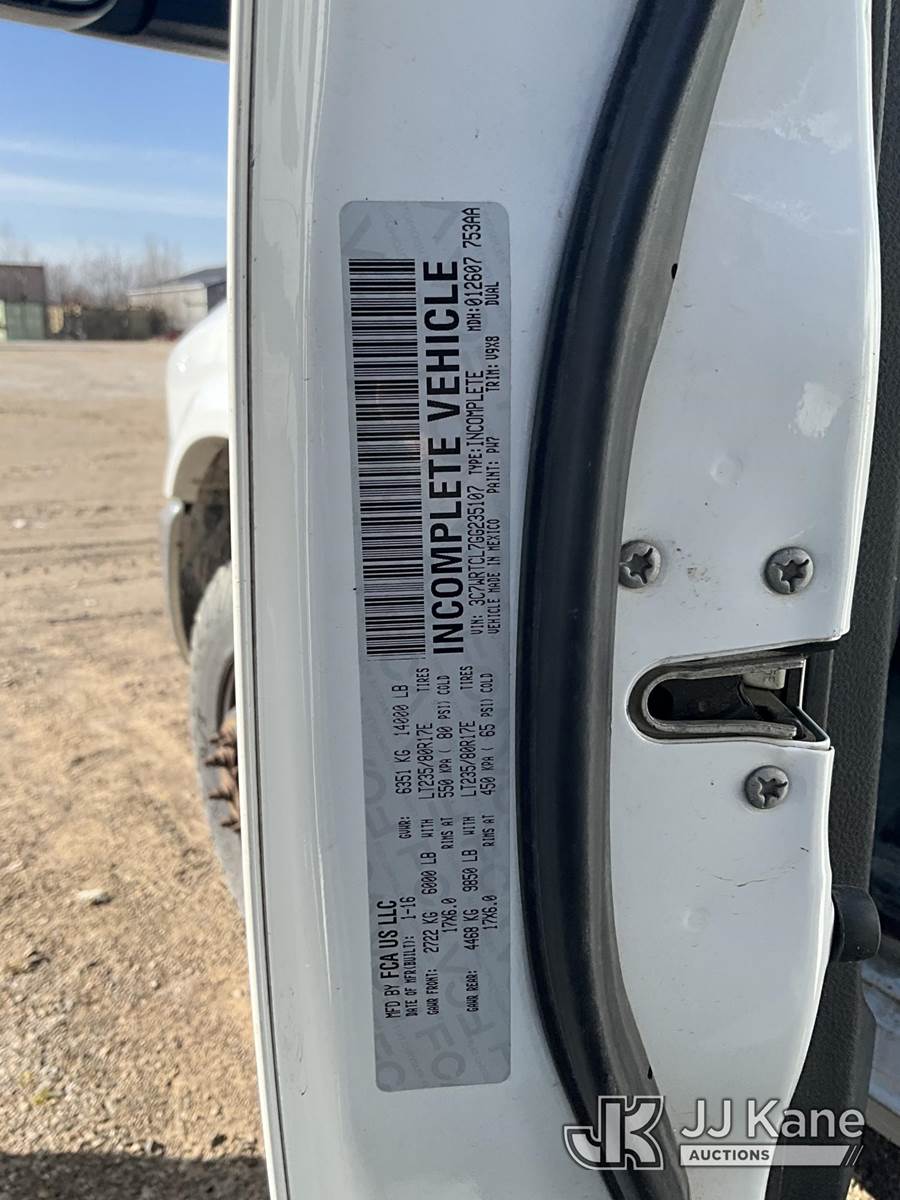 MFD BY FCA US LLC
DATE OF MFR(BUILT): 1-16 GVWR: 6351 KG 14000 LB
GAWR FRONT: 2722 KG 6000 LB WITH LT235/80R17E TIRES
17X6.0 RIMS AT 550 KPA ( 80 PSI) COLD
GAWR REAR: 4468 KG 9850 LB WITH LT235/80R17E TIRES
17X6.0 RIMS AT 450 KPA ( 65 PSI) COLD
INCOMPLETE VEHICLE
VIN: 3C7WRTCL7GG235107 TYPE:INCOMPLETE MDH:012607 753AA
VEHICLE MADE IN MEXICO PAINT: PW7 TRIM: V9X8 DUAL
JK JJ Kane
AUCTIONS